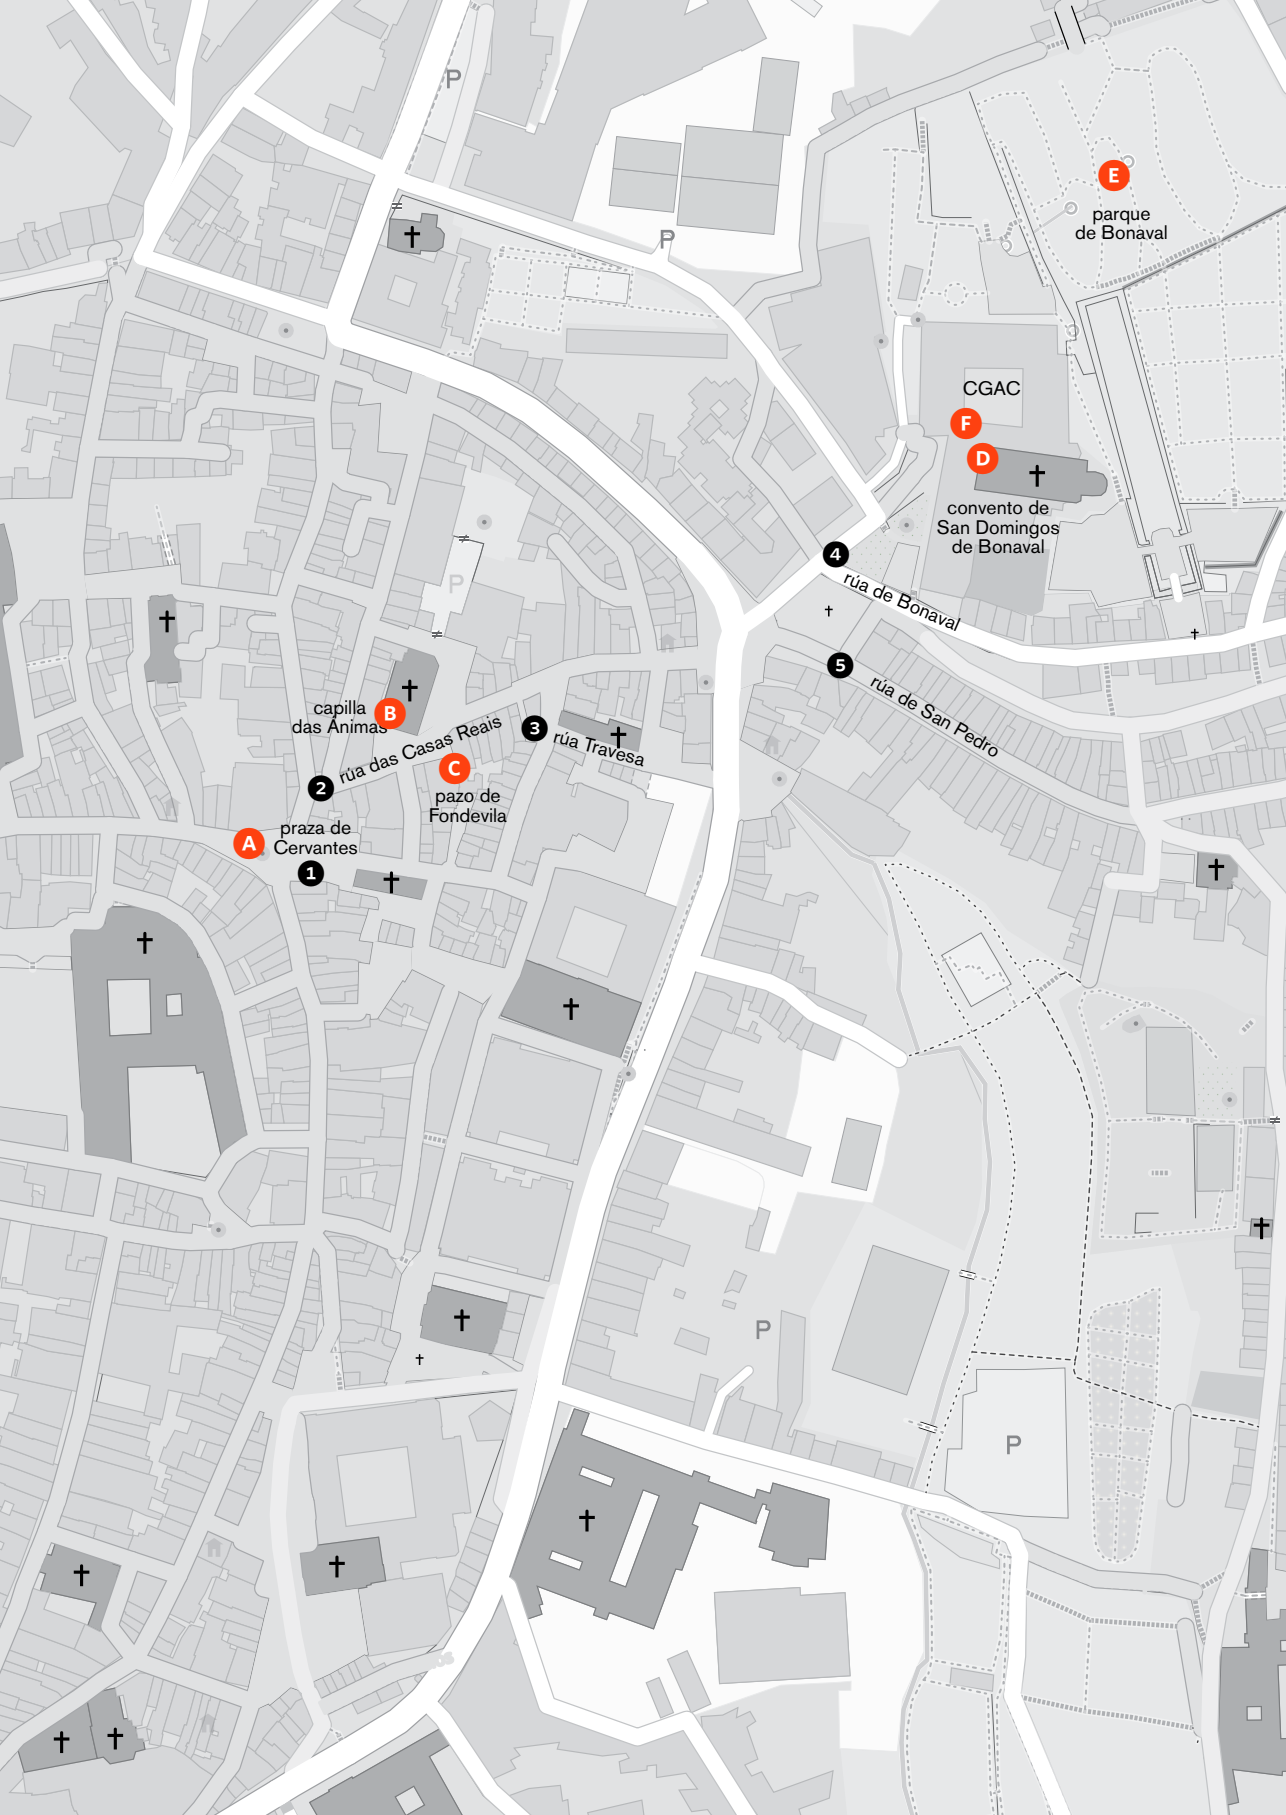 P
E
parque
de Bonaval
P
CGAC
F
D
convento de
San Domingos
de Bonaval
4
rúa de Bonaval
P
5
rúa de San Pedro
capilla
das Ánimas
B
3
rúa Travesa
rúa das Casas Reais
C
pazo de
Fondevila
2
praza de
Cervantes
A
1
P
P